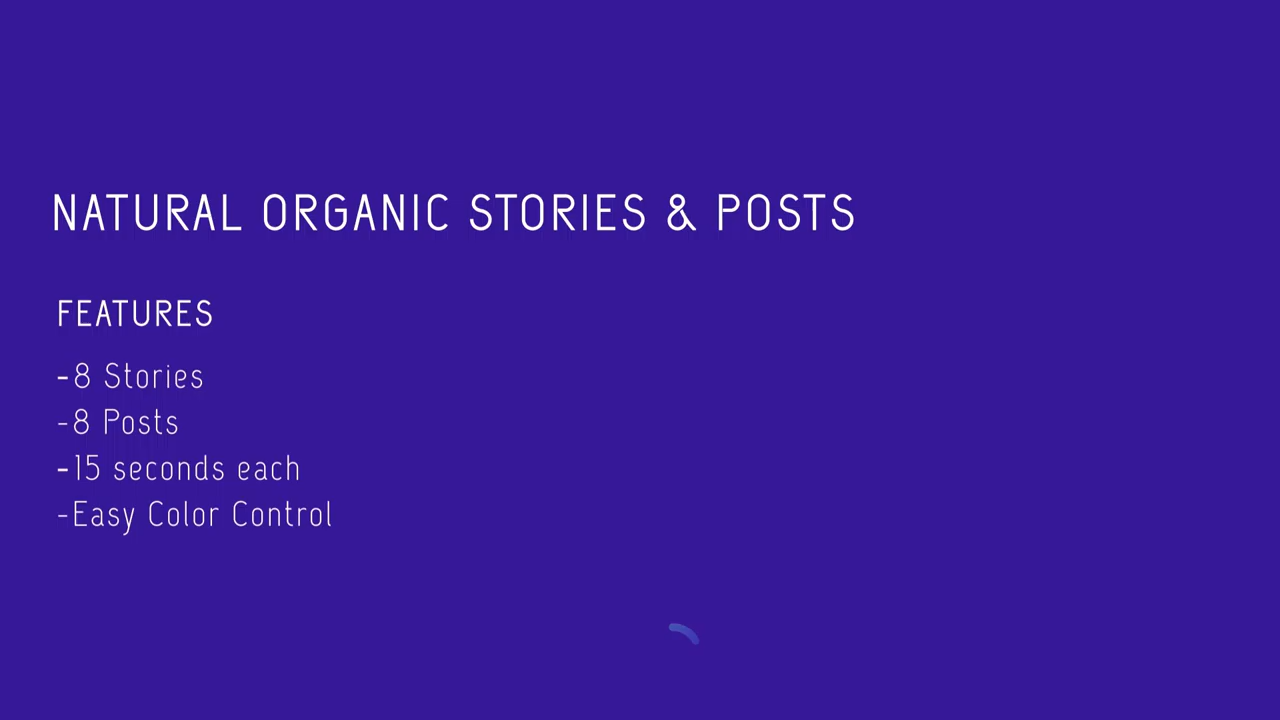 NATURAL ORGANIC STORIES & POSTS
FEATURES
-8 Stories
-8 Posts
-15 seconds each
-Easy Color Control